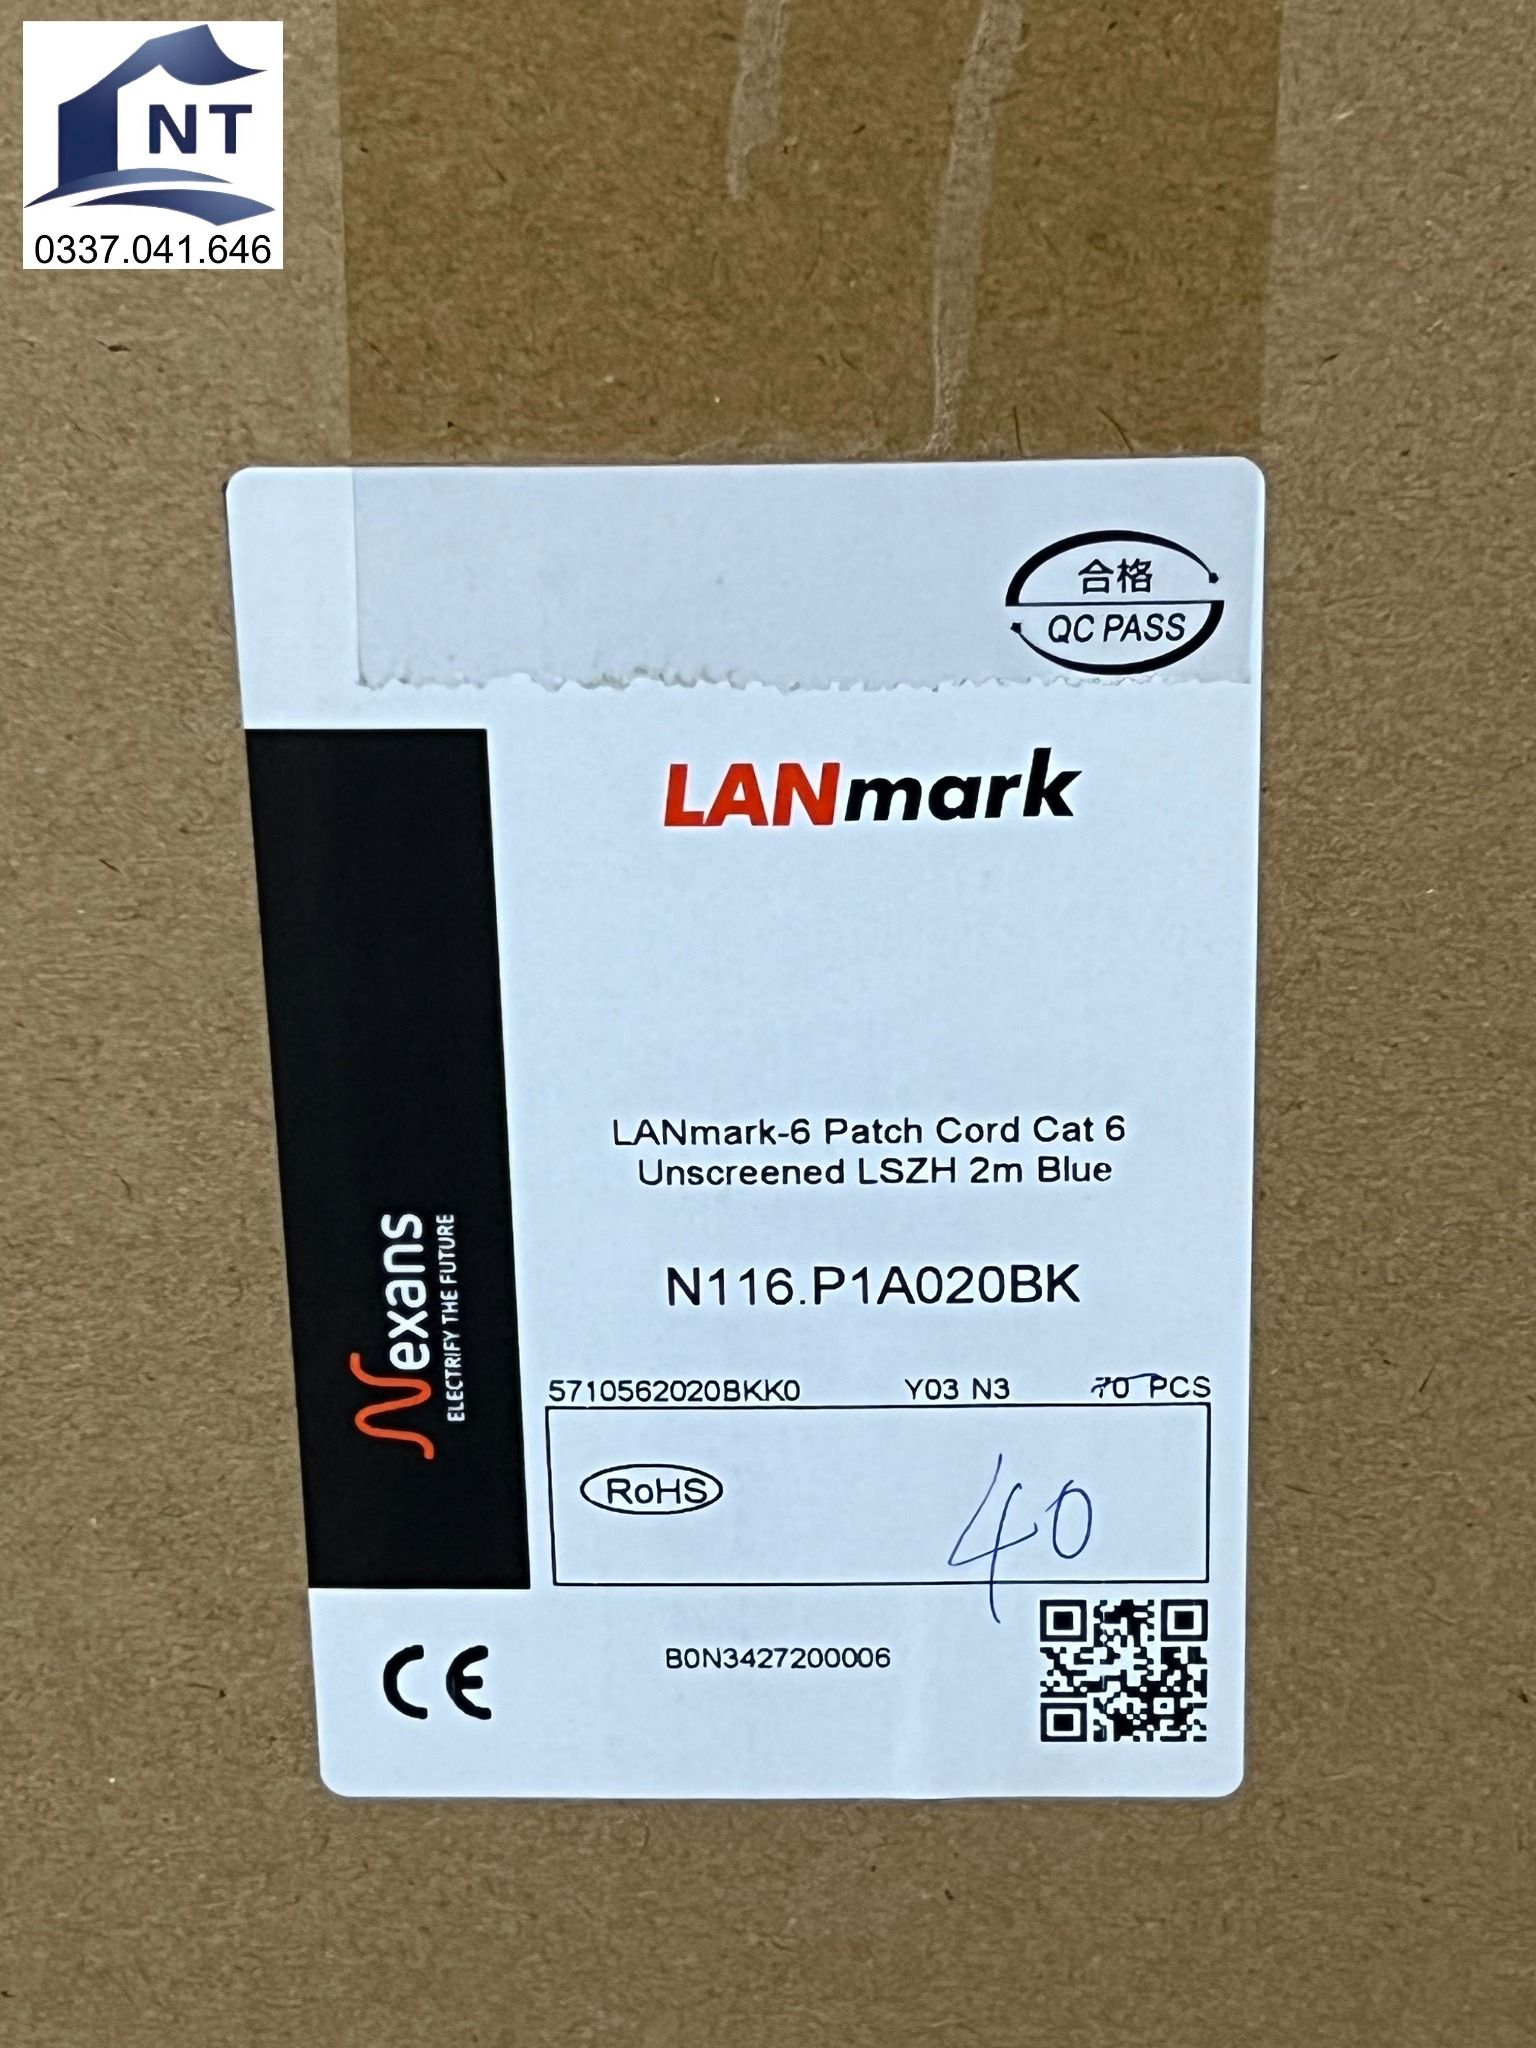 NT
0337.041.646
合格
QC PASS
LANmark
LANmark-6 Patch Cord Cat 6
Unscreened LSZH 2m Blue
N116.P1A020BK
5710562020BKK0 Y03 N3 70 PCS
RoHS
40
B0N3427200006
CE
Nexans
ELECTRIFY THE FUTURE